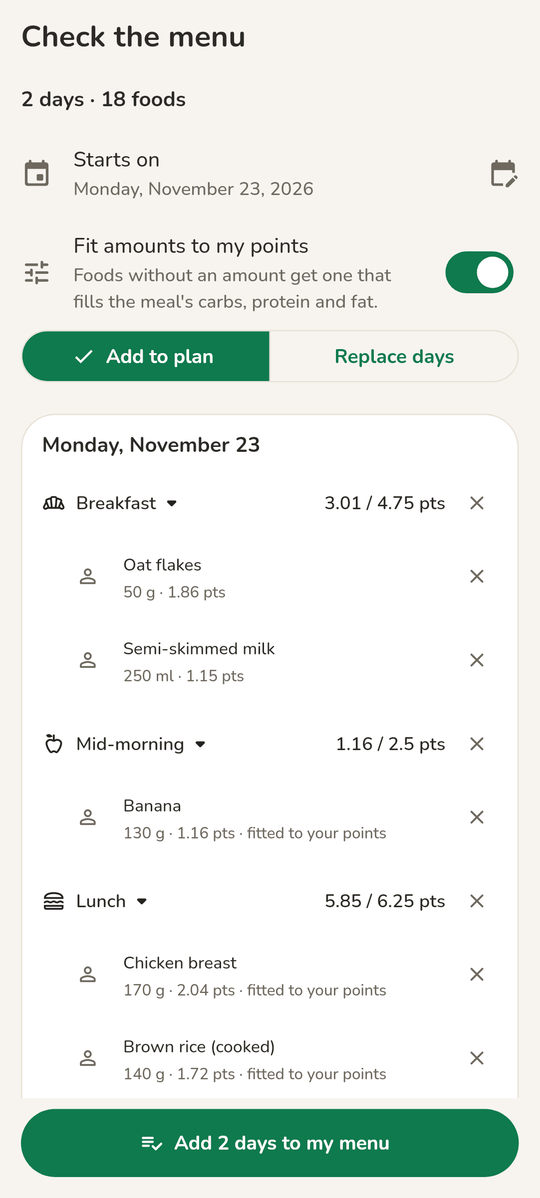 Check the menu
2 days · 18 foods
Starts on
Monday, November 23, 2026
Fit amounts to my points
Foods without an amount get one that
fills the meal's carbs, protein and fat.
Add to plan
Replace days
Monday, November 23
Breakfast 3.01 / 4.75 pts
Oat flakes
50 g · 1.86 pts
Semi-skimmed milk
250 ml · 1.15 pts
Mid-morning 1.16 / 2.5 pts
Banana
130 g · 1.16 pts · fitted to your points
Lunch 5.85 / 6.25 pts
Chicken breast
170 g · 2.04 pts · fitted to your points
Brown rice (cooked)
140 g · 1.72 pts · fitted to your points
Add 2 days to my menu